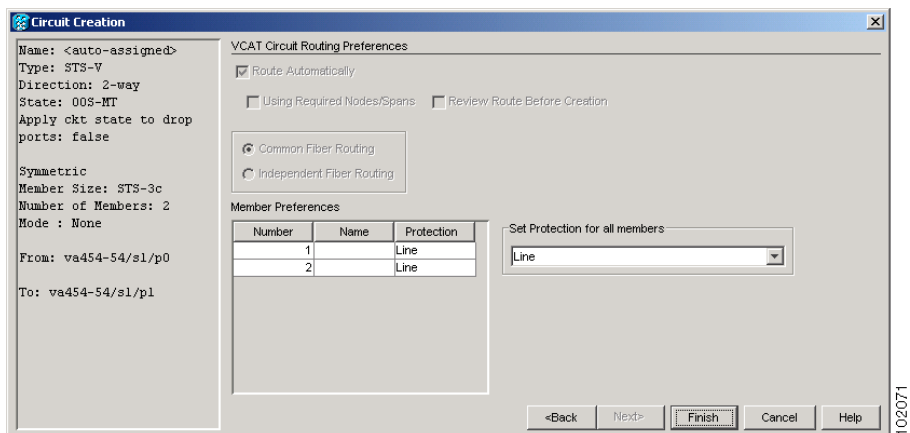 Circuit Creation
Name: <auto-assigned>
Type: STS-V
Direction: 2-way
State: OOS-MT
Apply ckt state to drop
ports: false
Symmetric
Member Size: STS-3c
Number of Members: 2
Mode : None
From: va454-54/s1/p0
To: va454-54/s1/p1
VCAT Circuit Routing Preferences
Route Automatically
Using Required Nodes/Spans Review Route Before Creation
Common Fiber Routing
Independent Fiber Routing
Member Preferences
Number Name Protection
1 Line
2 Line
Set Protection for all members
Line
<Back Next> Finish Cancel Help
102071